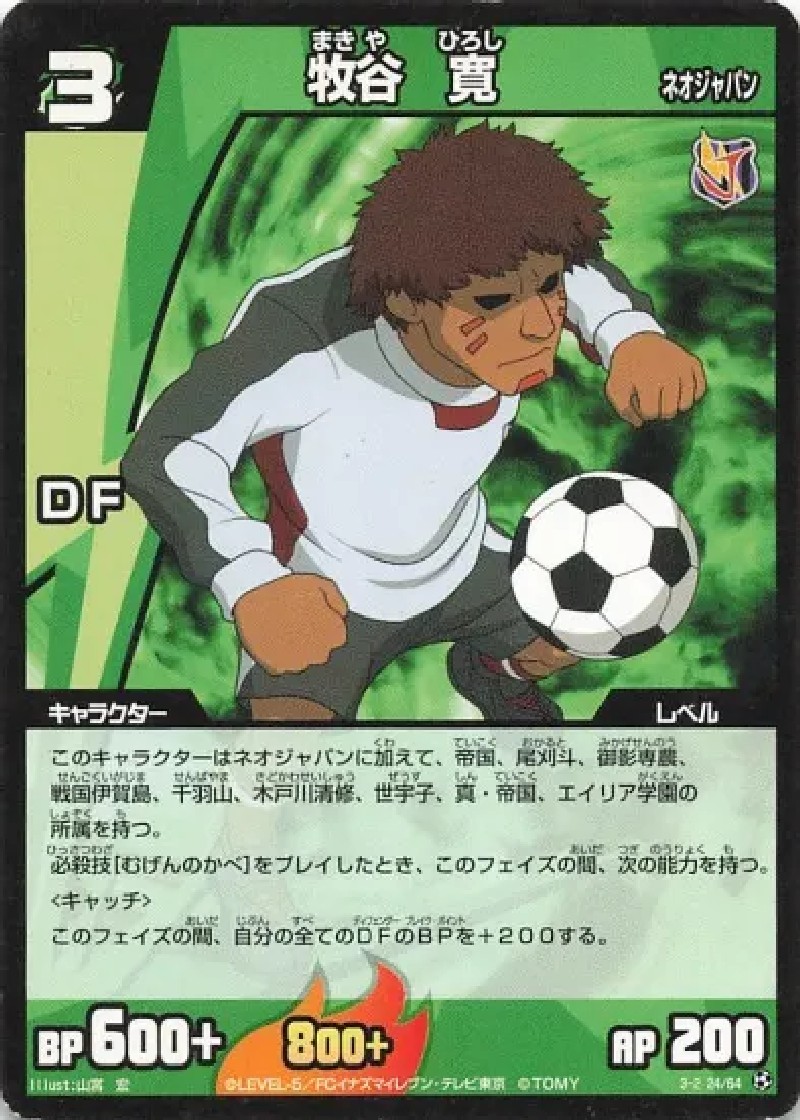 3
まきや ひろし
牧谷 寛
ネオジャパン
DF
キャラクター レベル
このキャラクターはネオジャパンに加えて、帝国、尾刈斗、御影専農、
戦国伊賀島、千羽山、木戸川清修、世宇子、真・帝国、エイリア学園の
所属を持つ。
必殺技[むげんのかべ]をプレイしたとき、このフェイズの間、次の能力を持つ。
<キャッチ>
このフェイズの間、自分の全てのDFのBPを+200する。
BP 600+ 800+ AP 200
Illust:山宮 宏 ©LEVEL-5/FCイナズマイレブン・テレビ東京 ©TOMY 3-2 24/64